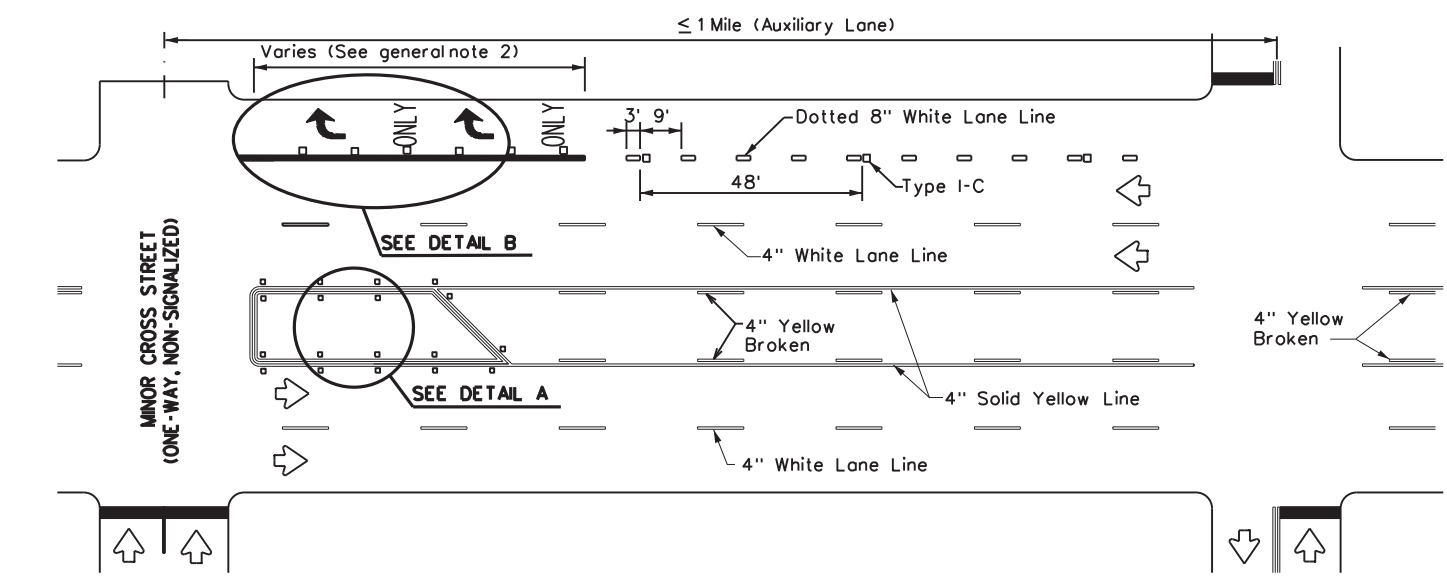 ≤ 1 Mile (Auxiliary Lane)
Varies (See general note 2)
ONLY
ONLY
3'
9'
Dotted 8" White Lane Line
48'
Type I-C
SEE DETAIL B
4" White Lane Line
MINOR CROSS STREET
(ONE-WAY, NON-SIGNALIZED)
4" Yellow
Broken
4" Yellow
Broken
SEE DETAIL A
4" Solid Yellow Line
4" White Lane Line